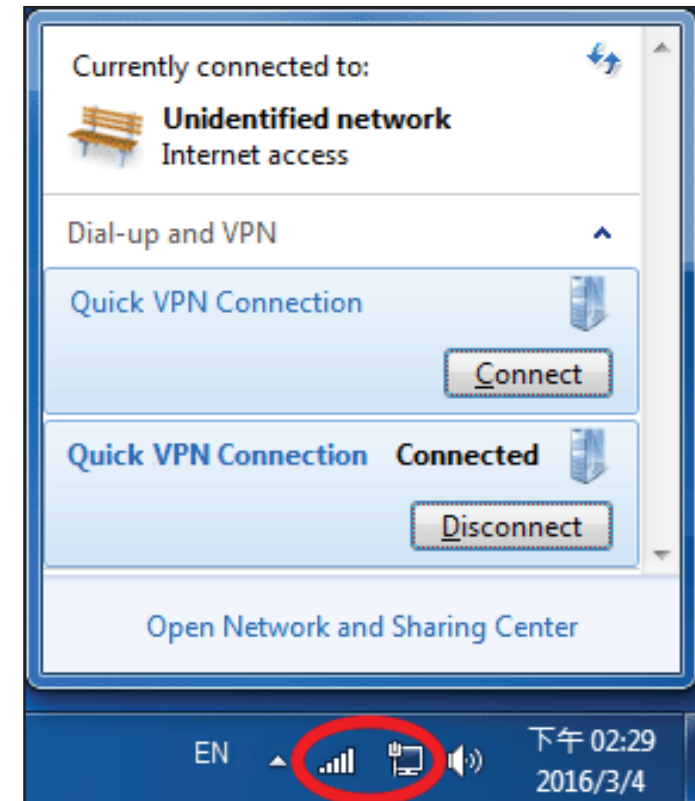 Currently connected to:
Unidentified network
Internet access
Dial-up and VPN
Quick VPN Connection
Connect
Quick VPN Connection Connected
Disconnect
Open Network and Sharing Center
EN 下午 02:29
2016/3/4